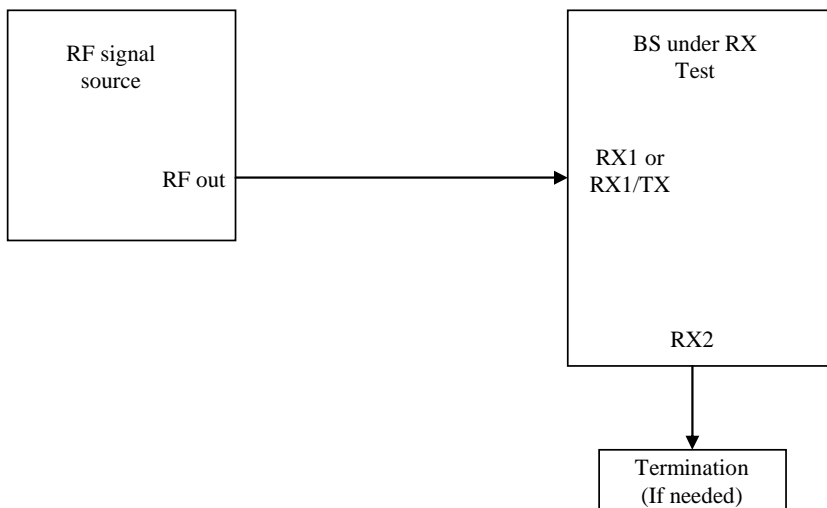 RF signal
source
RF out
BS under RX
Test
RX1 or
RX1/TX
RX2
Termination
(If needed)